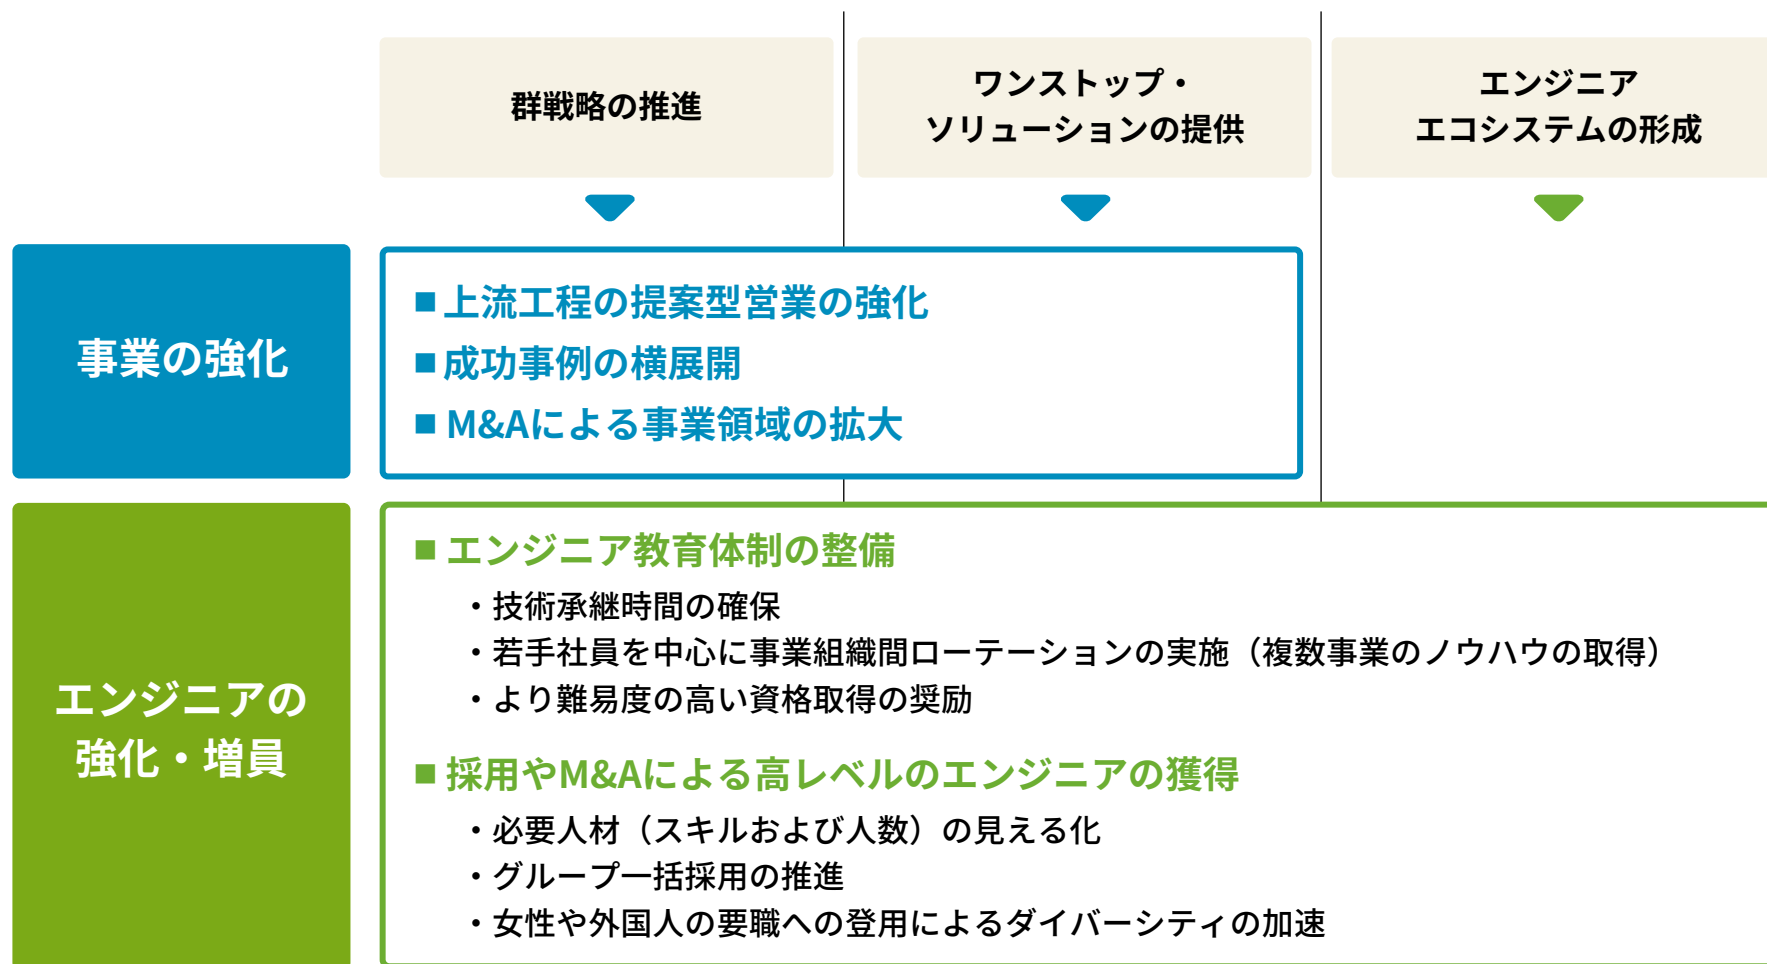 群戦略の推進
ワンストップ・
ソリューションの提供
エンジニア
エコシステムの形成
事業の強化
■上流工程の提案型営業の強化
■成功事例の横展開
■M&Aによる事業領域の拡大
エンジニアの
強化・増員
■エンジニア教育体制の整備
・技術承継時間の確保
・若手社員を中心に事業組織間ローテーションの実施（複数事業のノウハウの取得）
・より難易度の高い資格取得の奨励
■採用やM&Aによる高レベルのエンジニアの獲得
・必要人材（スキルおよび人数）の見える化
・グループ一括採用の推進
・女性や外国人の要職への登用によるダイバーシティの加速